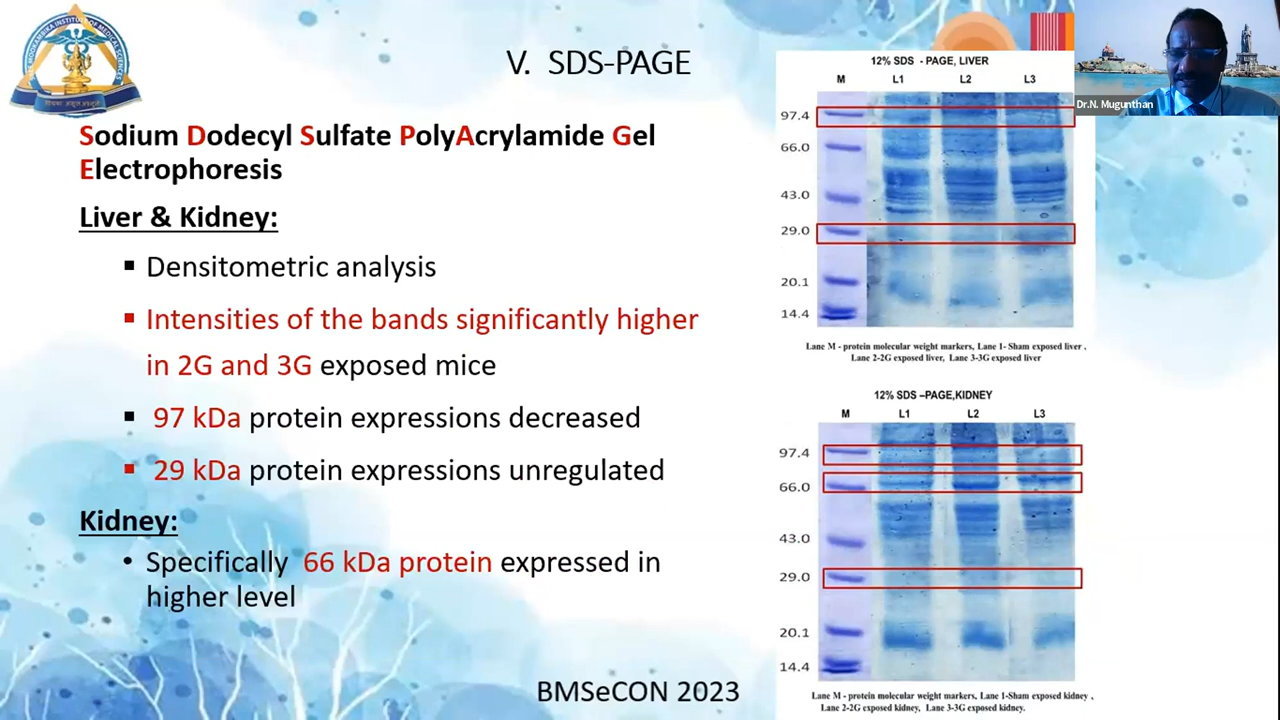 V. SDS-PAGE
Sodium Dodecyl Sulfate PolyAcrylamide Gel
Electrophoresis
Liver & Kidney:
▪ Densitometric analysis
▪ Intensities of the bands significantly higher
in 2G and 3G exposed mice
▪ 97 kDa protein expressions decreased
▪ 29 kDa protein expressions unregulated
Kidney:
• Specifically 66 kDa protein expressed in
higher level
BMSeCON 2023
12% SDS - PAGE, LIVER
M L1 L2 L3
97.4
66.0
43.0
29.0
20.1
14.4
Lane M - protein molecular weight markers, Lane 1- Sham exposed liver ,
Lane 2-2G exposed liver, Lane 3-3G exposed liver
12% SDS –PAGE,KIDNEY
M L1 L2 L3
97.4
66.0
43.0
29.0
20.1
14.4
Lane M - protein molecular weight markers, Lane 1-Sham exposed kidney ,
Lane 2-2G exposed kidney, Lane 3-3G exposed kidney.
Dr.N. Mugunthan